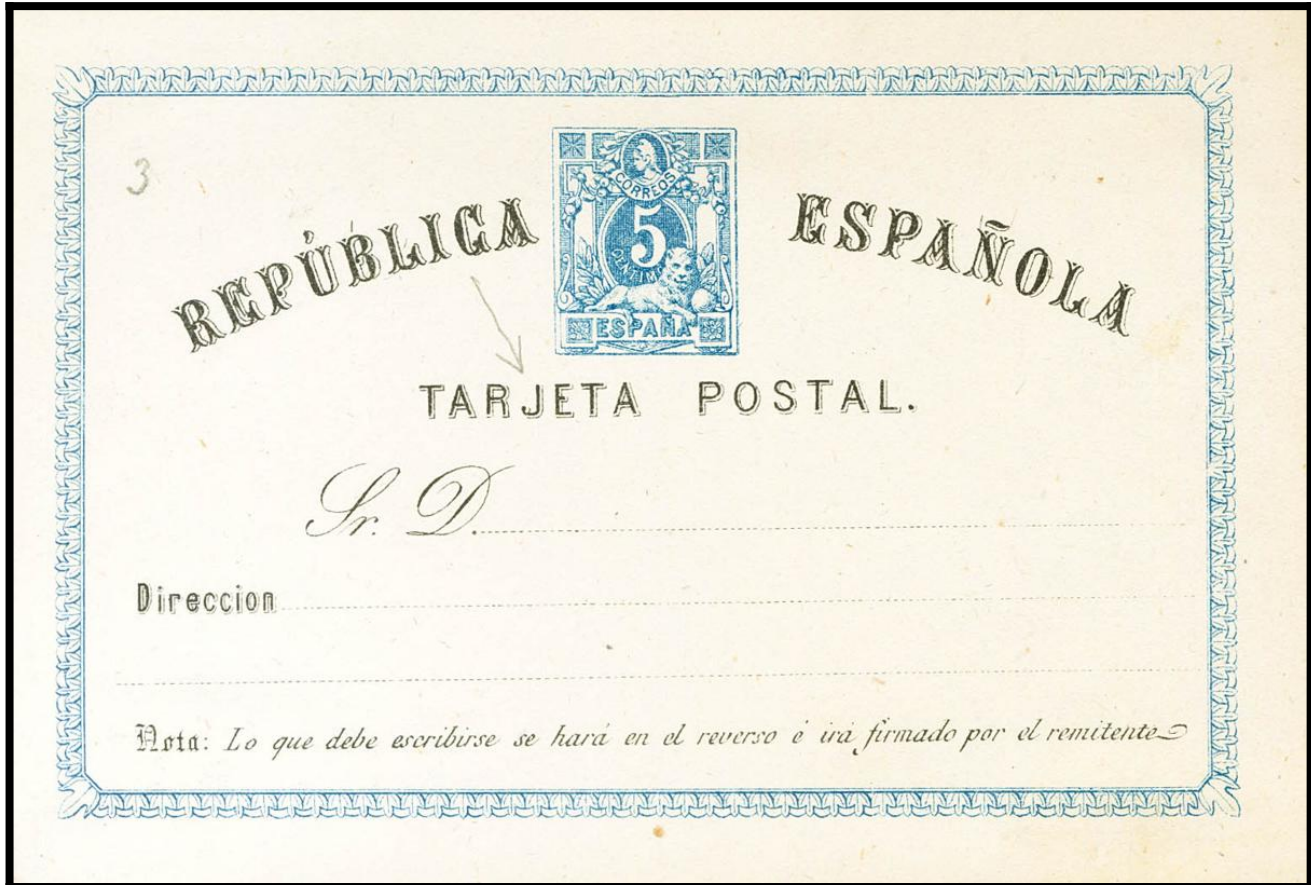 3
CORREOS
REPÚBLICA
5
ESPAÑOLA
ESPAÑA
TARJETA POSTAL.
Sr. D.
Direccion
Nota: Lo que debe escribirse se hará en el reverso é irá firmado por el remitente